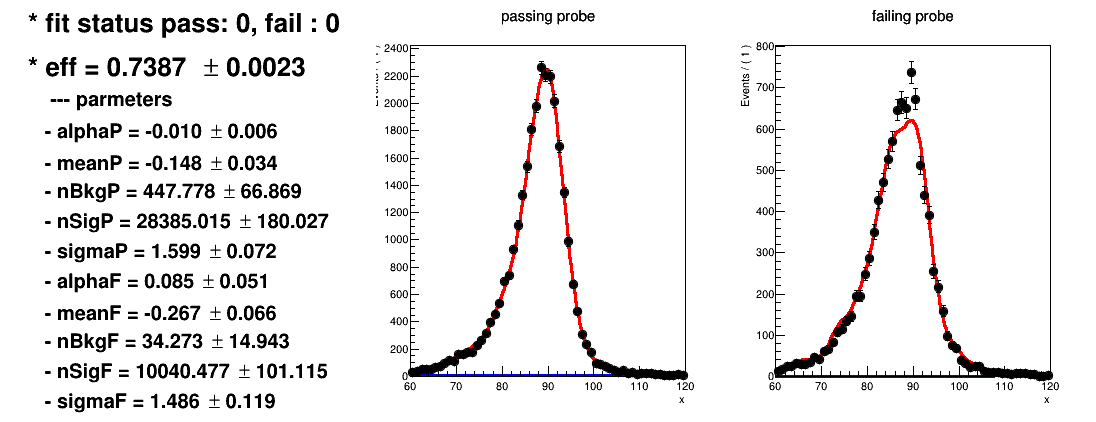 * fit status pass: 0, fail : 0
* eff = 0.7387 ± 0.0023
--- parmeters
- alphaP = -0.010 ± 0.006
- meanP = -0.148 ± 0.034
- nBkgP = 447.778 ± 66.869
- nSigP = 28385.015 ± 180.027
- sigmaP = 1.599 ± 0.072
- alphaF = 0.085 ± 0.051
- meanF = -0.267 ± 0.066
- nBkgF = 34.273 ± 14.943
- nSigF = 10040.477 ± 101.115
- sigmaF = 1.486 ± 0.119
passing probe
2400
2200
2000
1800
1600
1400
1200
1000
800
600
400
200
0
60 70 80 90 100 110 120
x
failing probe
Events / ( 1 )
800
700
600
500
400
300
200
100
0
60 70 80 90 100 110 120
x